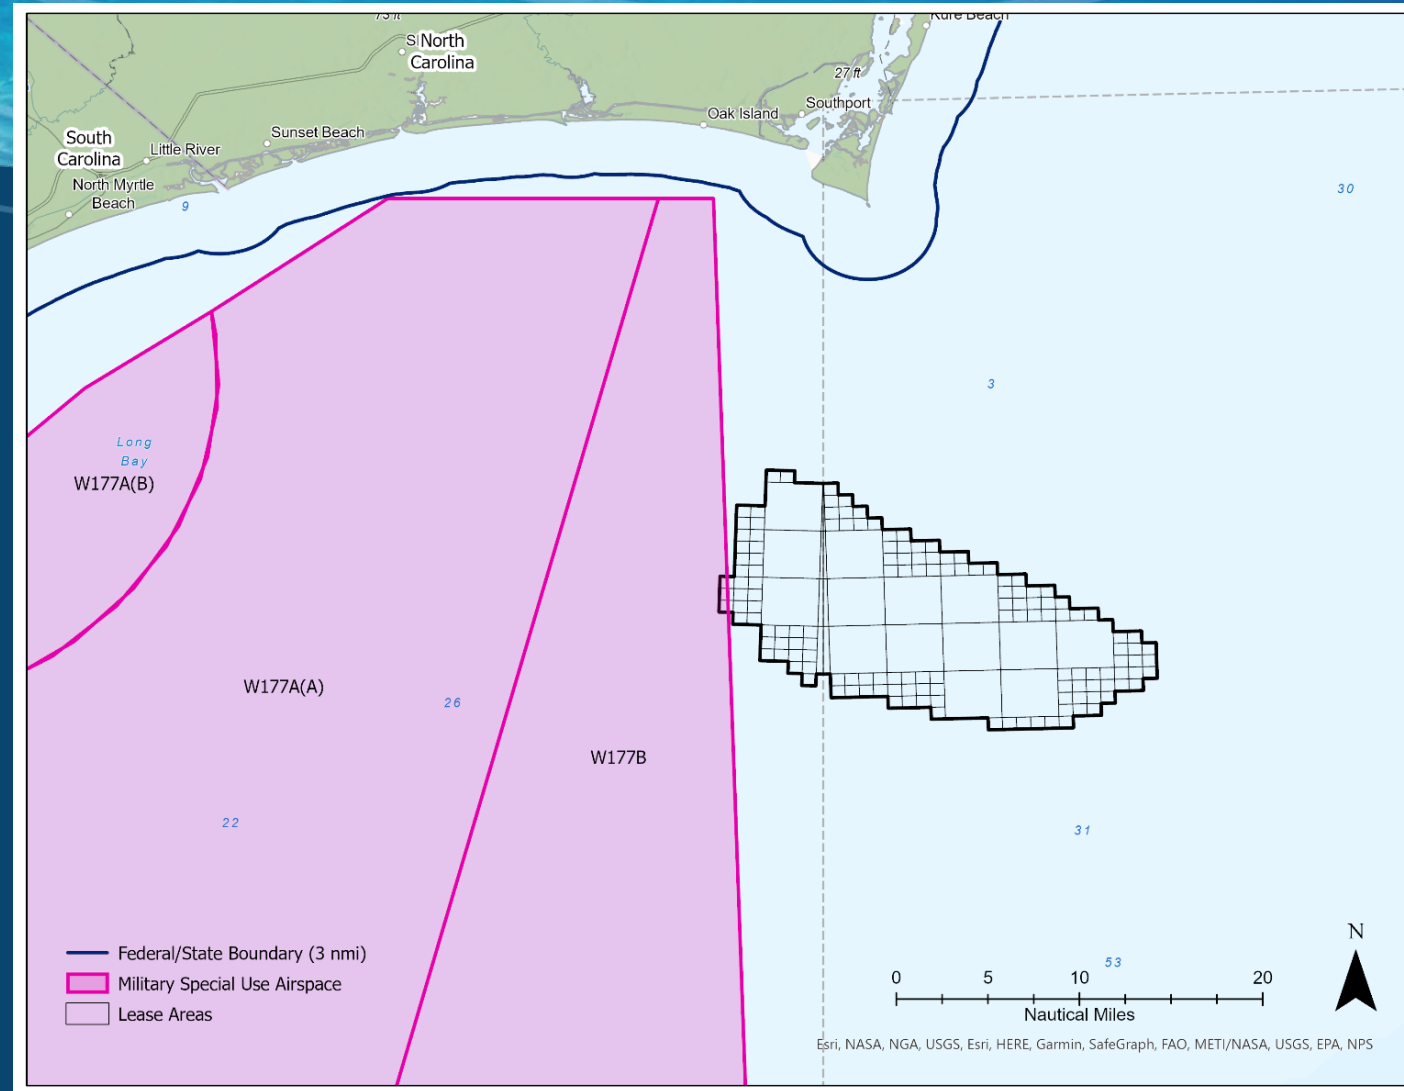 Kure Beach
North
Carolina
27 ft
Southport
Oak Island
Sunset Beach
South
Carolina
Little River
North Myrtle
Beach
9
30
3
Long
Bay
W177A(B)
W177A(A)
26
W177B
22
31
53
Federal/State Boundary (3 nmi)
Military Special Use Airspace
Lease Areas
N
0 5 10 20
Nautical Miles
Esri, NASA, NGA, USGS, Esri, HERE, Garmin, SafeGraph, FAO, METI/NASA, USGS, EPA, NPS